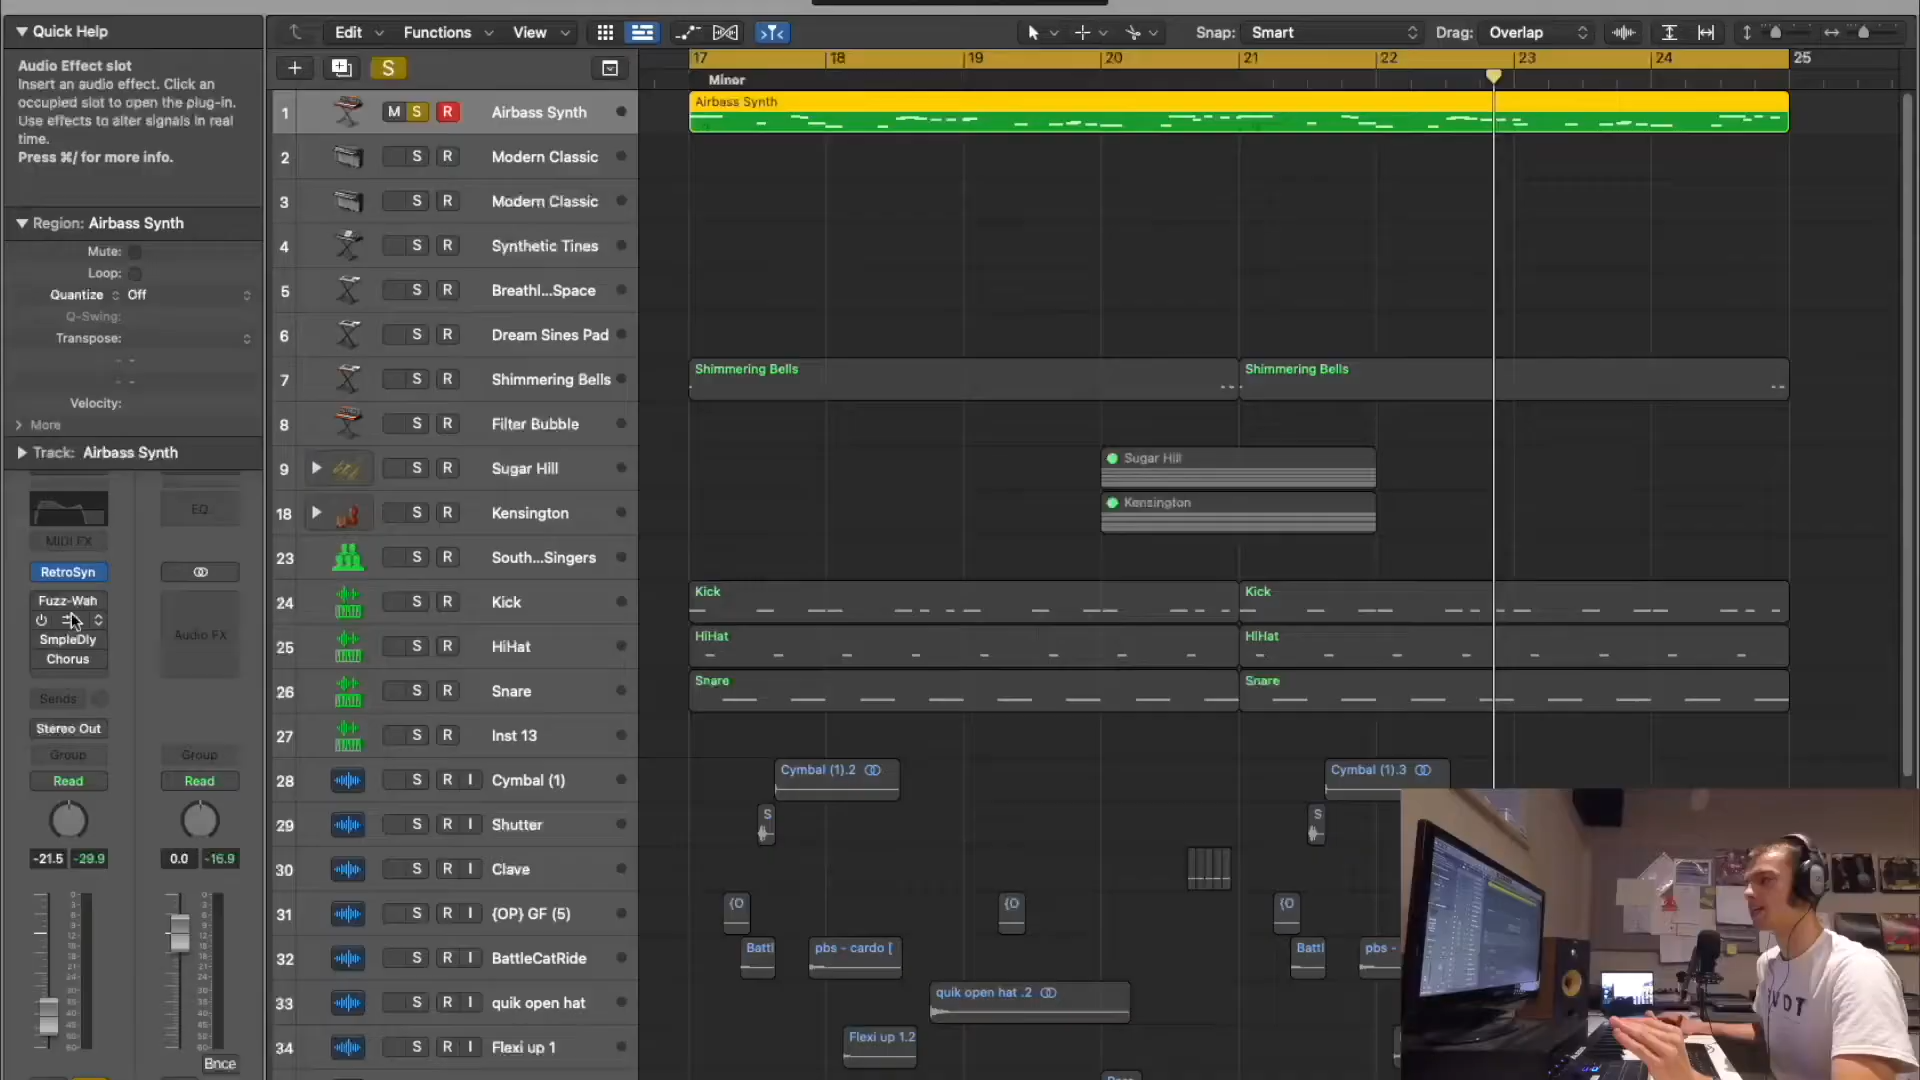 Quick Help
Audio Effect slot
Insert an audio effect. Click an
occupied slot to open the plug-in.
Use effects to alter signals in real
time.
Press ⌘/ for more info.
Region: Airbass Synth
Mute:
Loop:
Quantize Off
Q-Swing:
Transpose:
Velocity:
More
Track: Airbass Synth
EQ
MIDI FX
RetroSyn
Fuzz-Wah
SmpleDly
Chorus
Audio FX
Sends
Stereo Out
Group Group
Read Read
-21.5 -29.9 0.0 -16.9
Bnce
Edit Functions View Snap: Smart Drag: Overlap
S
17 18 19 20 21 22 23 24 25
Minor
1 M S R Airbass Synth
2 S R Modern Classic
3 S R Modern Classic
4 S R Synthetic Tines
5 S R Breathl...Space
6 S R Dream Sines Pad
7 S R Shimmering Bells
8 S R Filter Bubble
9 S R Sugar Hill
18 S R Kensington
23 S R South...Singers
24 S R Kick
25 S R HiHat
26 S R Snare
27 S R Inst 13
28 S R I Cymbal (1)
29 S R I Shutter
30 S R I Clave
31 S R I {OP} GF (5)
32 S R I BattleCatRide
33 S R I quik open hat
34 S R I Flexi up 1
Airbass Synth
Shimmering Bells Shimmering Bells
Sugar Hill
Kensington
Kick Kick
HiHat HiHat
Snare Snare
Cymbal (1).2 Cymbal (1).3
S S
{O {O {O
Battl pbs - cardo [ Battl pbs -
quik open hat .2
Flexi up 1.2